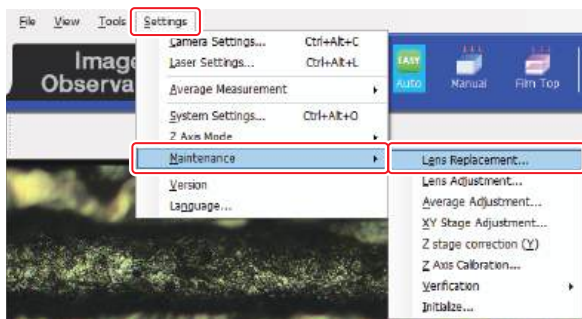 File View Tools Settings
Image
Observa
EASY
Auto
Manual
Film Top
Camera Settings... Ctrl+Alt+C
Laser Settings... Ctrl+Alt+L
Average Measurement
System Settings... Ctrl+Alt+O
Z Axis Mode
Maintenance
Version
Language...
Lens Replacement...
Lens Adjustment...
Average Adjustment...
XY Stage Adjustment...
Z stage correction (Y)
Z Axis Calibration...
Verification
Initialize...